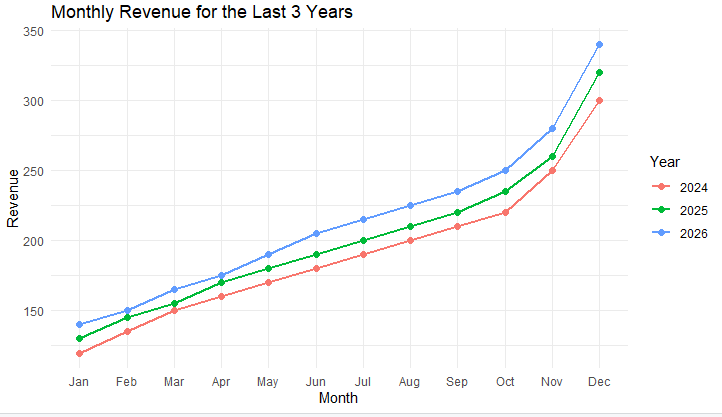 Monthly Revenue for the Last 3 Years
350
300
250
200
150
Revenue
Jan Feb Mar Apr May Jun Jul Aug Sep Oct Nov Dec
Month
Year
2024
2025
2026